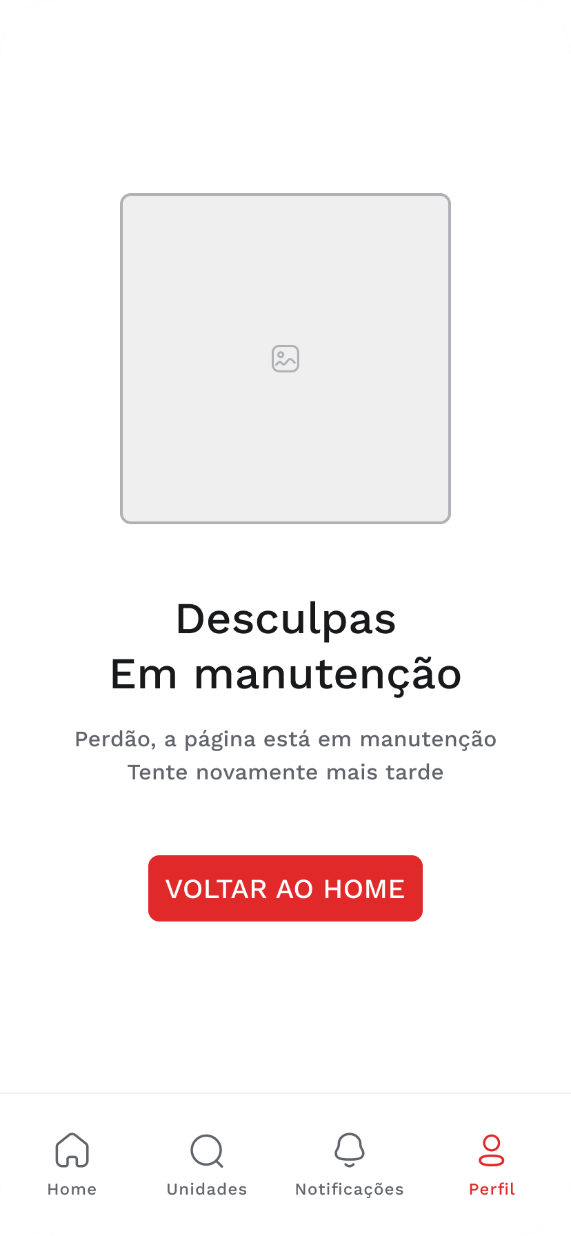 Desculpas
Em manutenção
Perdão, a página está em manutenção
Tente novamente mais tarde
VOLTAR AO HOME
Home
Unidades
Notificações
Perfil